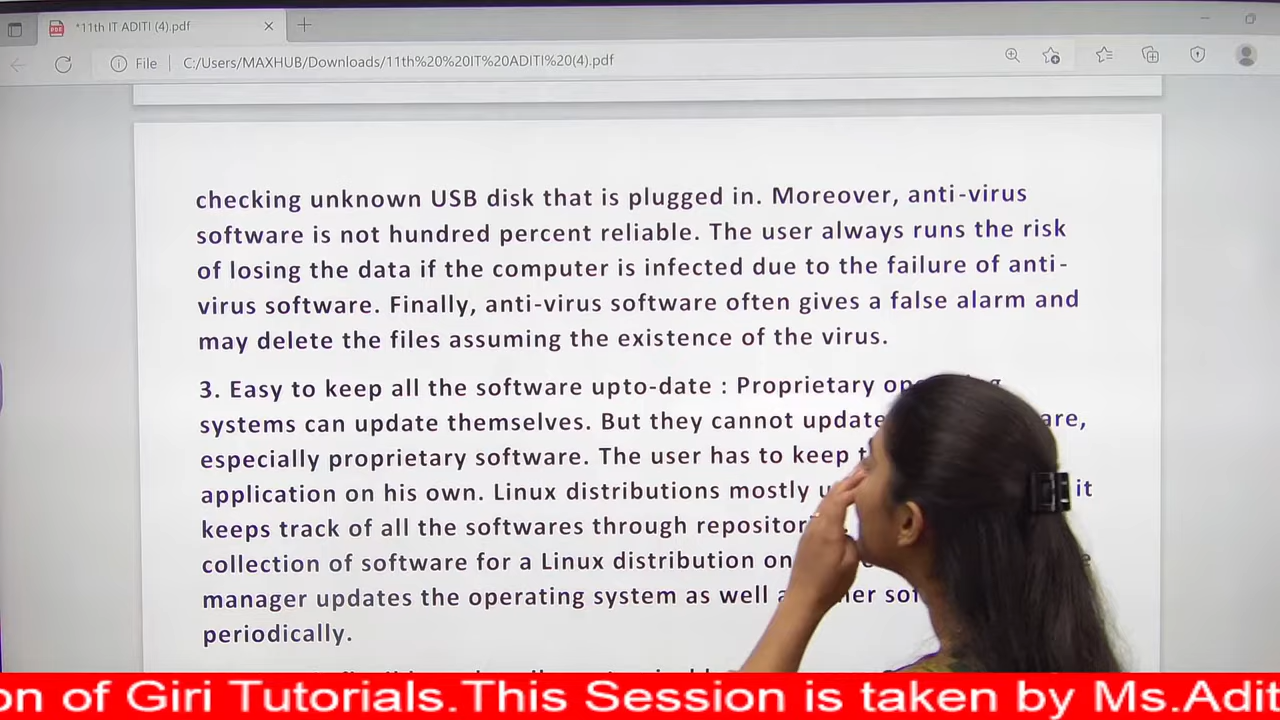 *11th IT ADITI (4).pdf
File | C:/Users/MAXHUB/Downloads/11th%20%20IT%20ADITI%20(4).pdf
checking unknown USB disk that is plugged in. Moreover, anti-virus
software is not hundred percent reliable. The user always runs the risk
of losing the data if the computer is infected due to the failure of anti-
virus software. Finally, anti-virus software often gives a false alarm and
may delete the files assuming the existence of the virus.
3. Easy to keep all the software upto-date : Proprietary
systems can update themselves. But they cannot update
especially proprietary software. The user has to keep
application on his own. Linux distributions mostly it
keeps track of all the softwares through
collection of software for a Linux distribution on
manager updates the operating system as well
periodically.
on of Giri Tutorials.This Session is taken by Ms.Adit